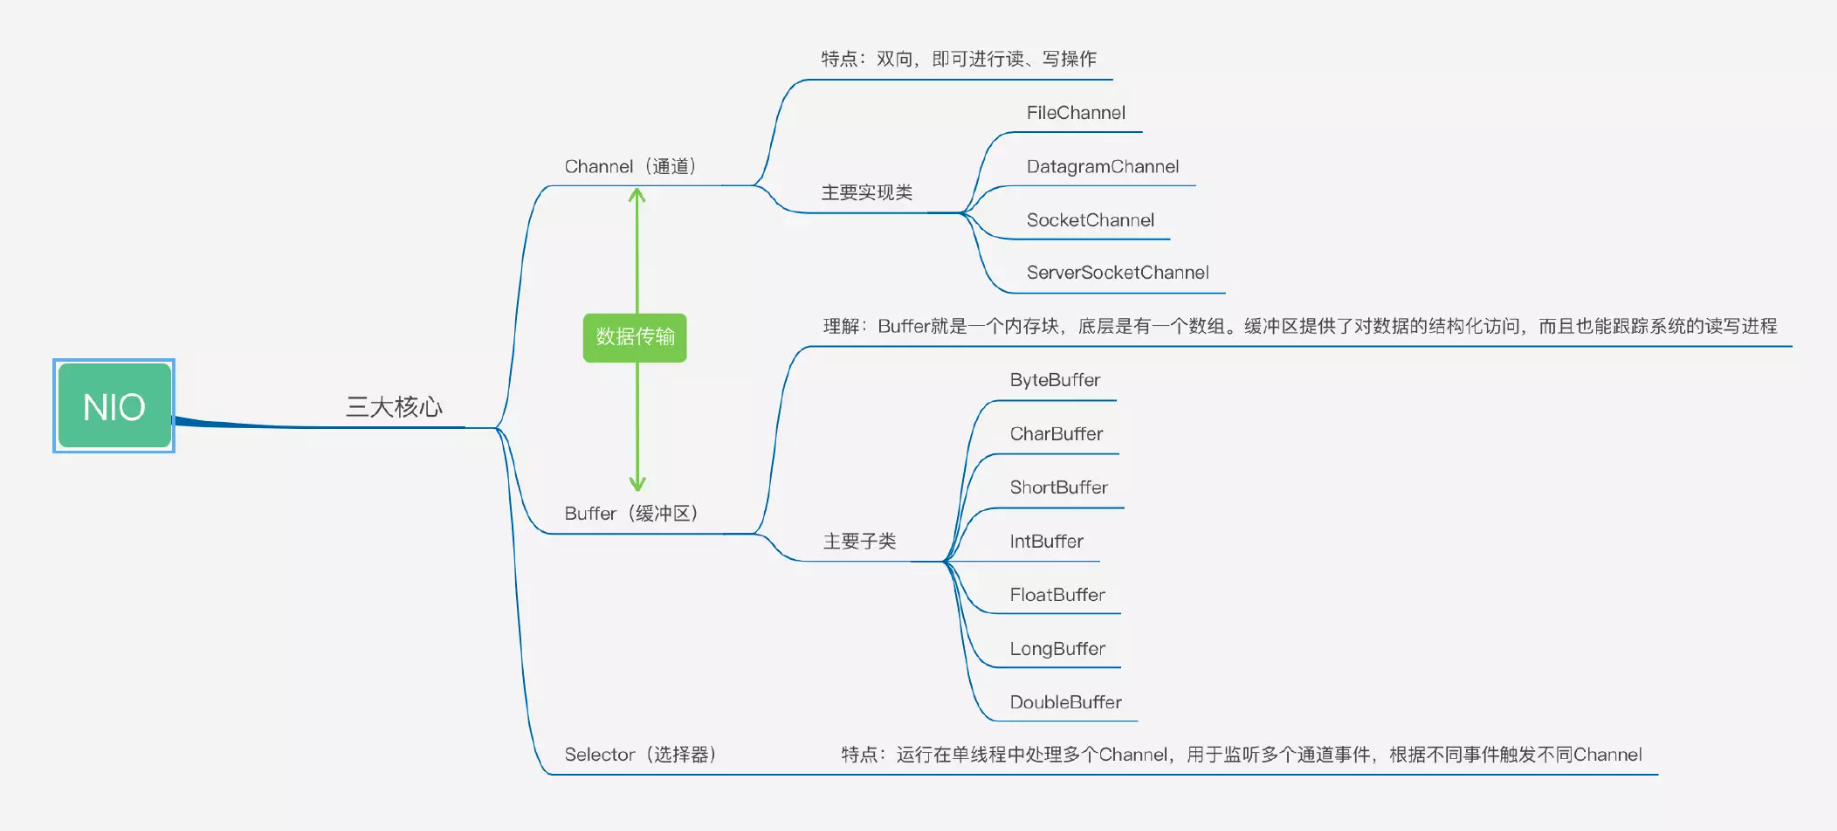 NIO
三大核心
Channel（通道）
特点：双向，即可进行读、写操作
主要实现类
FileChannel
DatagramChannel
SocketChannel
ServerSocketChannel
数据传输
Buffer（缓冲区）
理解：Buffer就是一个内存块，底层是有一个数组。缓冲区提供了对数据的结构化访问，而且也能跟踪系统的读写进程
主要子类
ByteBuffer
CharBuffer
ShortBuffer
IntBuffer
FloatBuffer
LongBuffer
DoubleBuffer
Selector（选择器）
特点：运行在单线程中处理多个Channel，用于监听多个通道事件，根据不同事件触发不同Channel